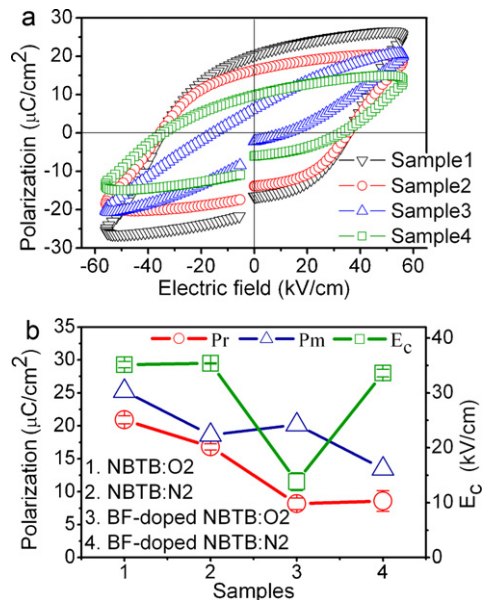 a
30
20
10
0
-10
-20
-30
Polarizatioin (μC/cm²)
Sample1
Sample2
Sample3
Sample4
-60 -40 -20 0 20 40 60
Electric field (kV/cm)
b
Pr Pm E_c
35
30
25
20
15
10
5
0
Polarization (μC/cm²)
40
30
20
10
0
E_c (kV/cm)
1. NBTB:O2
2. NBTB:N2
3. BF-doped NBTB:O2
4. BF-doped NBTB:N2
1 2 3 4
Samples